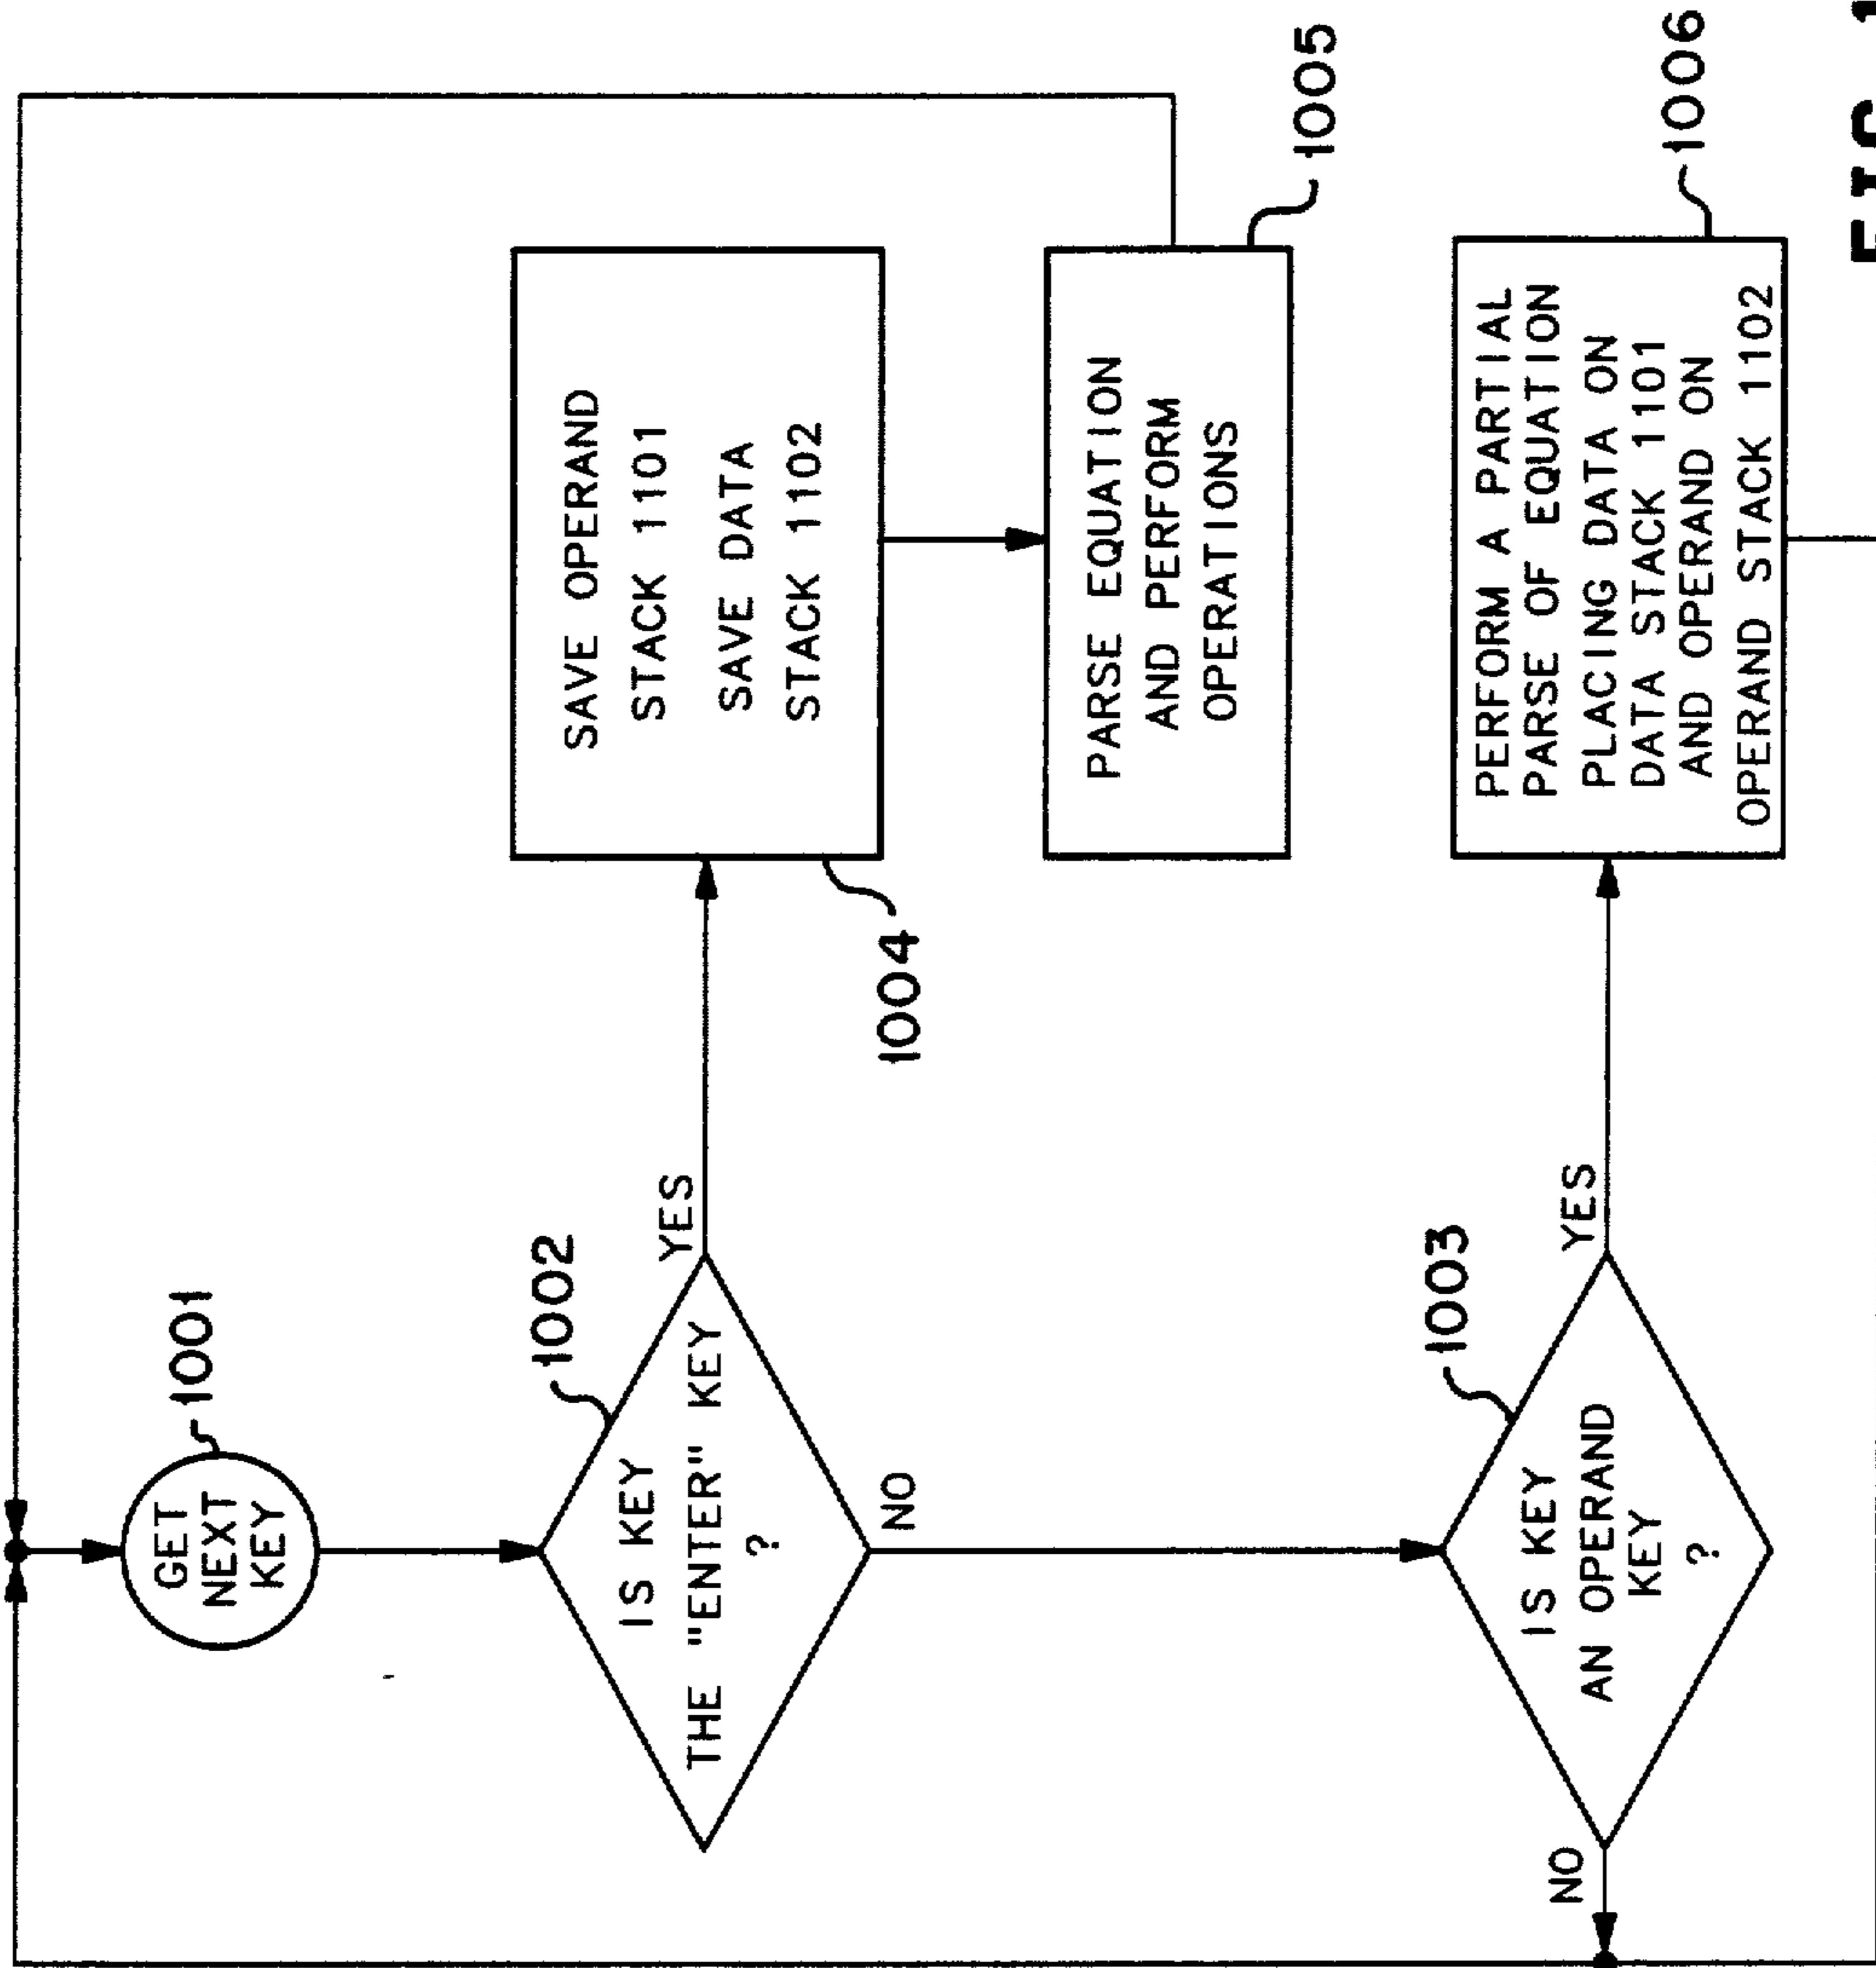 1001
GET
NEXT
KEY
1002
IS KEY
THE "ENTER" KEY
?
YES
NO
SAVE OPERAND
STACK 1101
SAVE DATA
STACK 1102
1004
PARSE EQUATION
AND PERFORM
OPERATIONS
1005
1003
IS KEY
AN OPERAND
KEY
?
YES
NO
PERFORM A PARTIAL
PARSE OF EQUATION
PLACING DATA ON
DATA STACK 1101
AND OPERAND ON
OPERAND STACK 1102
1006